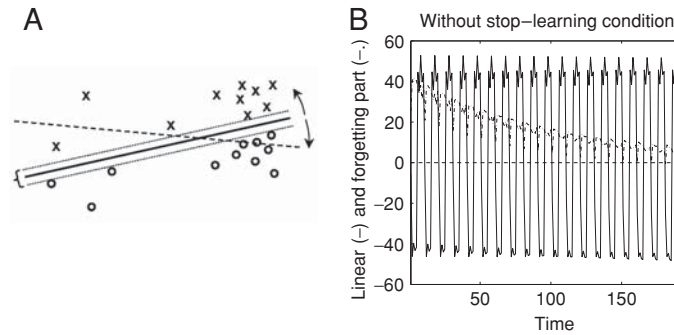 A
B
Without stop−learning condition
Linear (−) and forgetting part (−.
60
40
20
0
−20
−40
−60
50
100
150
Time